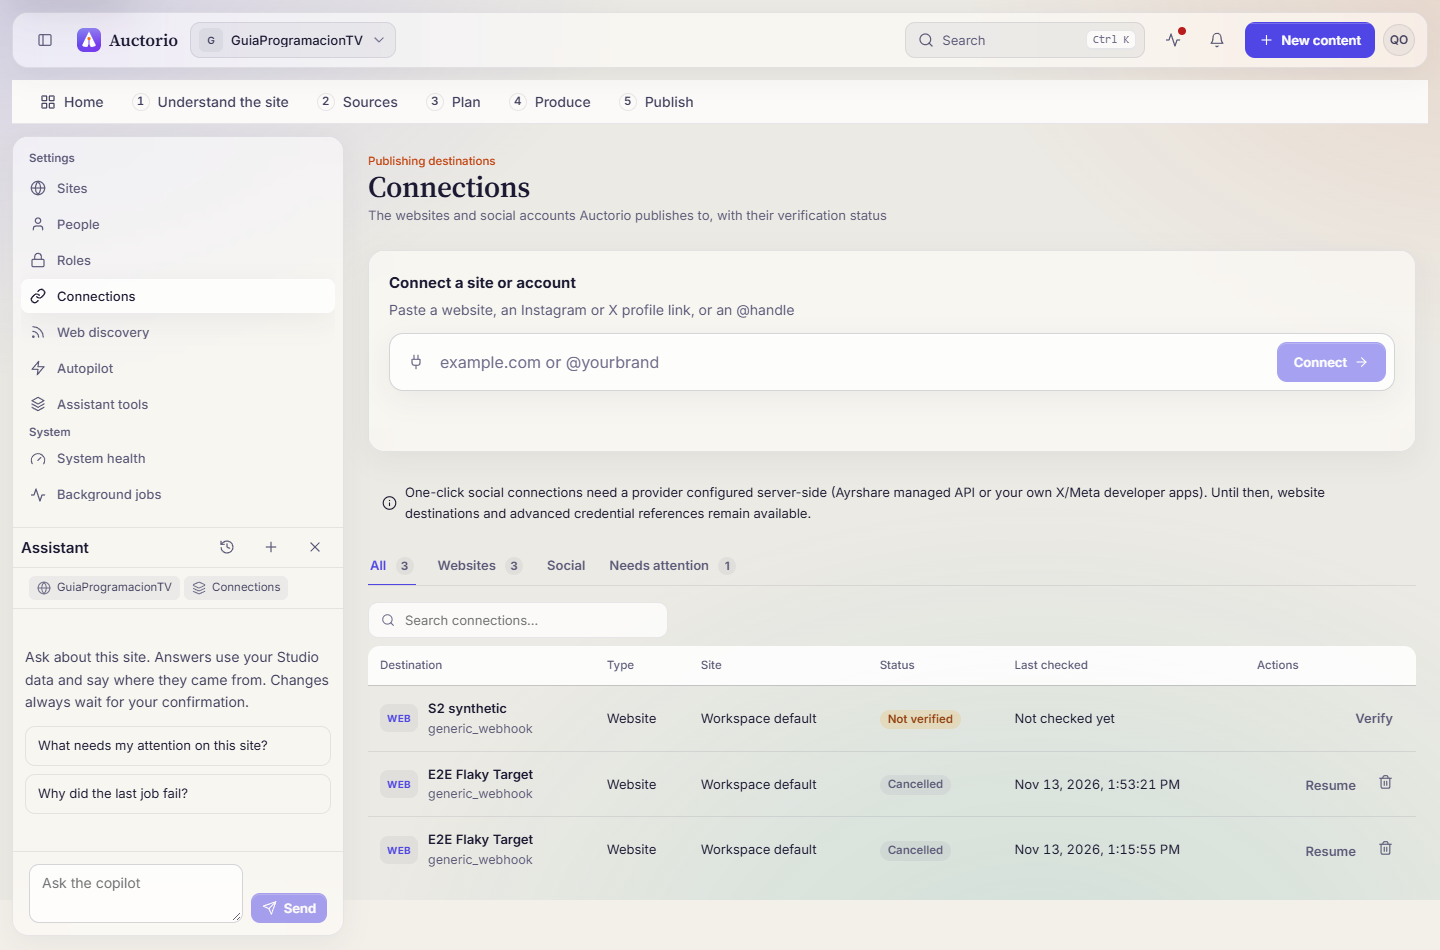 Auctorio
G GuiaProgramacionTV
Search Ctrl K
New content
QO
Home
1 Understand the site
2 Sources
3 Plan
4 Produce
5 Publish
Settings
Sites
People
Roles
Connections
Web discovery
Autopilot
Assistant tools
System
System health
Background jobs
Assistant
GuiaProgramacionTV
Connections
Ask about this site. Answers use your Studio
data and say where they came from. Changes
always wait for your confirmation.
What needs my attention on this site?
Why did the last job fail?
Ask the copilot
Send
Publishing destinations
Connections
The websites and social accounts Auctorio publishes to, with their verification status
Connect a site or account
Paste a website, an Instagram or X profile link, or an @handle
example.com or @yourbrand
Connect
One-click social connections need a provider configured server-side (Ayrshare managed API or your own X/Meta developer apps). Until then, website
destinations and advanced credential references remain available.
All 3
Websites 3
Social
Needs attention 1
Search connections...
Destination Type Site Status Last checked Actions
WEB S2 synthetic Website Workspace default Not verified Not checked yet Verify
generic_webhook
WEB E2E Flaky Target Website Workspace default Cancelled Nov 13, 2026, 1:53:21 PM Resume
generic_webhook
WEB E2E Flaky Target Website Workspace default Cancelled Nov 13, 2026, 1:15:55 PM Resume
generic_webhook